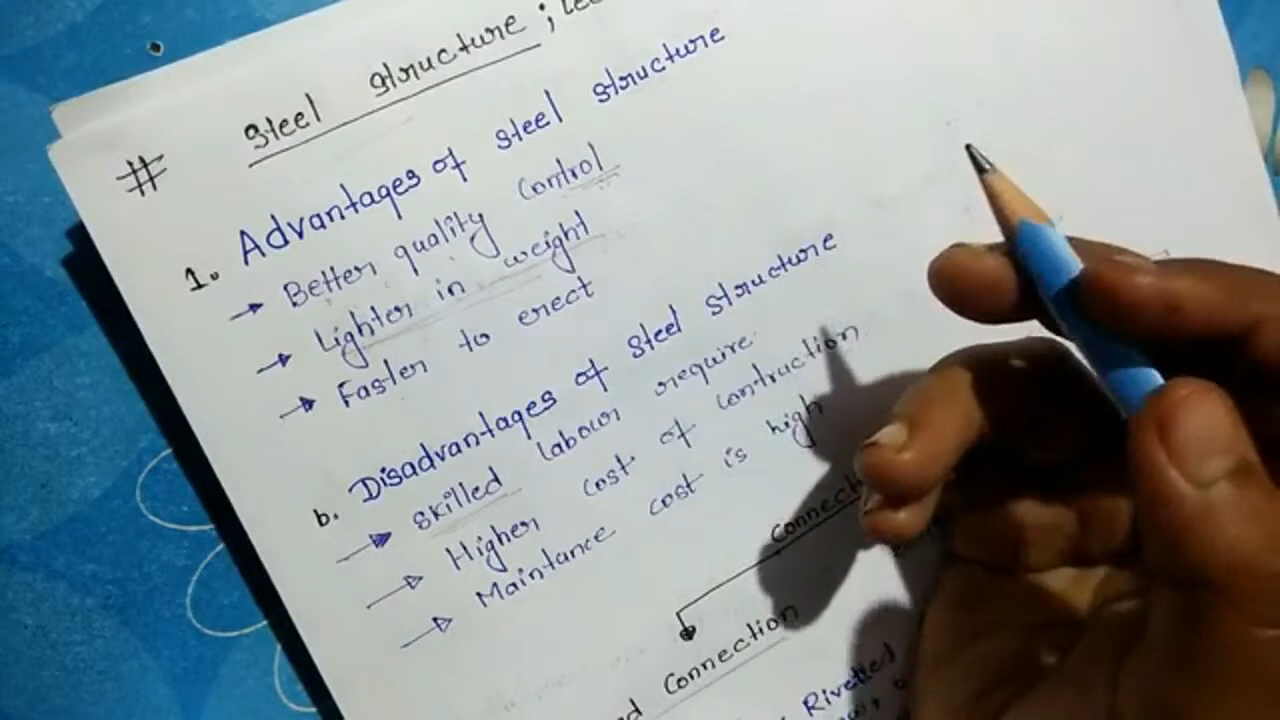 # Steel Structure ;
1. Advantages of steel structure
→ Better quality control
→ Lighter in weight
→ Faster to erect
b. Disadvantages of steel structure
→ Skilled labour require
→ Higher cost of contruction
→ Maintance cost is high
Connection
Rivetted